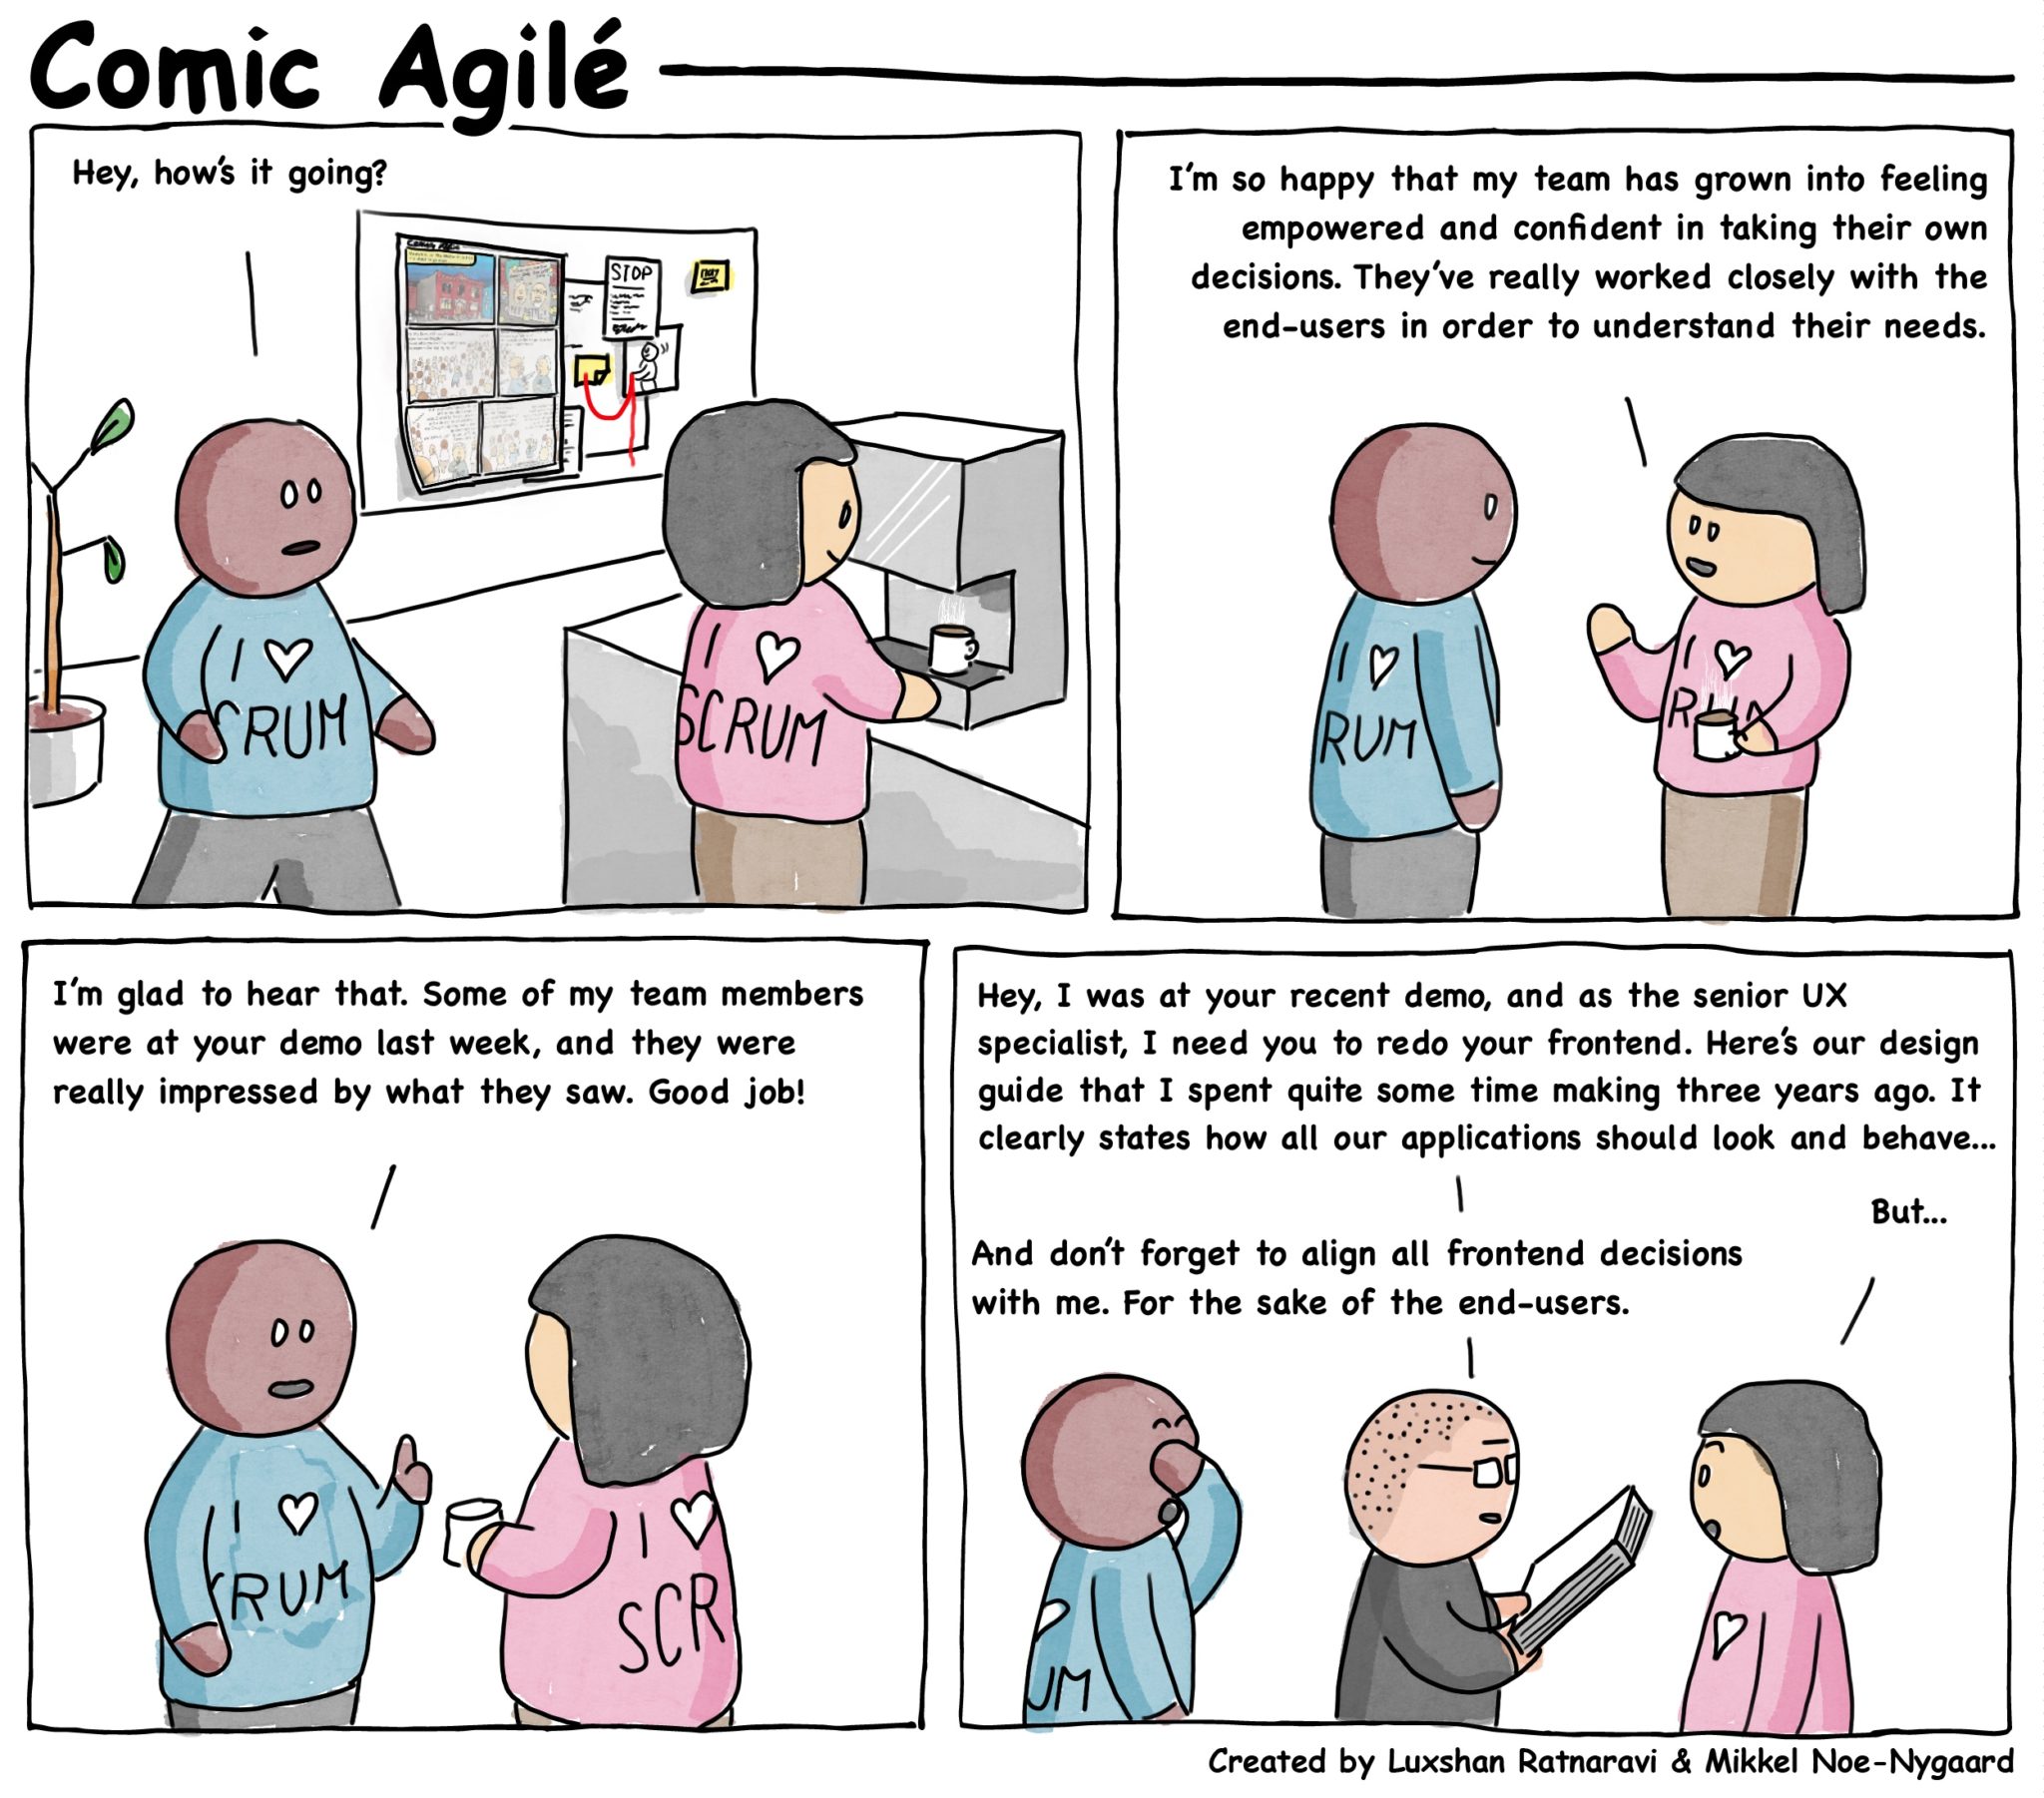 Comic Agilé
Hey, how's it going?
STOP
I ♡
SCRUM
I ♡
SCRUM
I'm so happy that my team has grown into feeling
empowered and confident in taking their own
decisions. They've really worked closely with the
end-users in order to understand their needs.
I ♡
RUM
I ♡
I'm glad to hear that. Some of my team members
were at your demo last week, and they were
really impressed by what they saw. Good job!
I ♡
RUM
I ♡
SCR
Hey, I was at your recent demo, and as the senior UX
specialist, I need you to redo your frontend. Here's our design
guide that I spent quite some time making three years ago. It
clearly states how all our applications should look and behave...
But...
And don't forget to align all frontend decisions
with me. For the sake of the end-users.
UM
Created by Luxshan Ratnaravi & Mikkel Noe-Nygaard